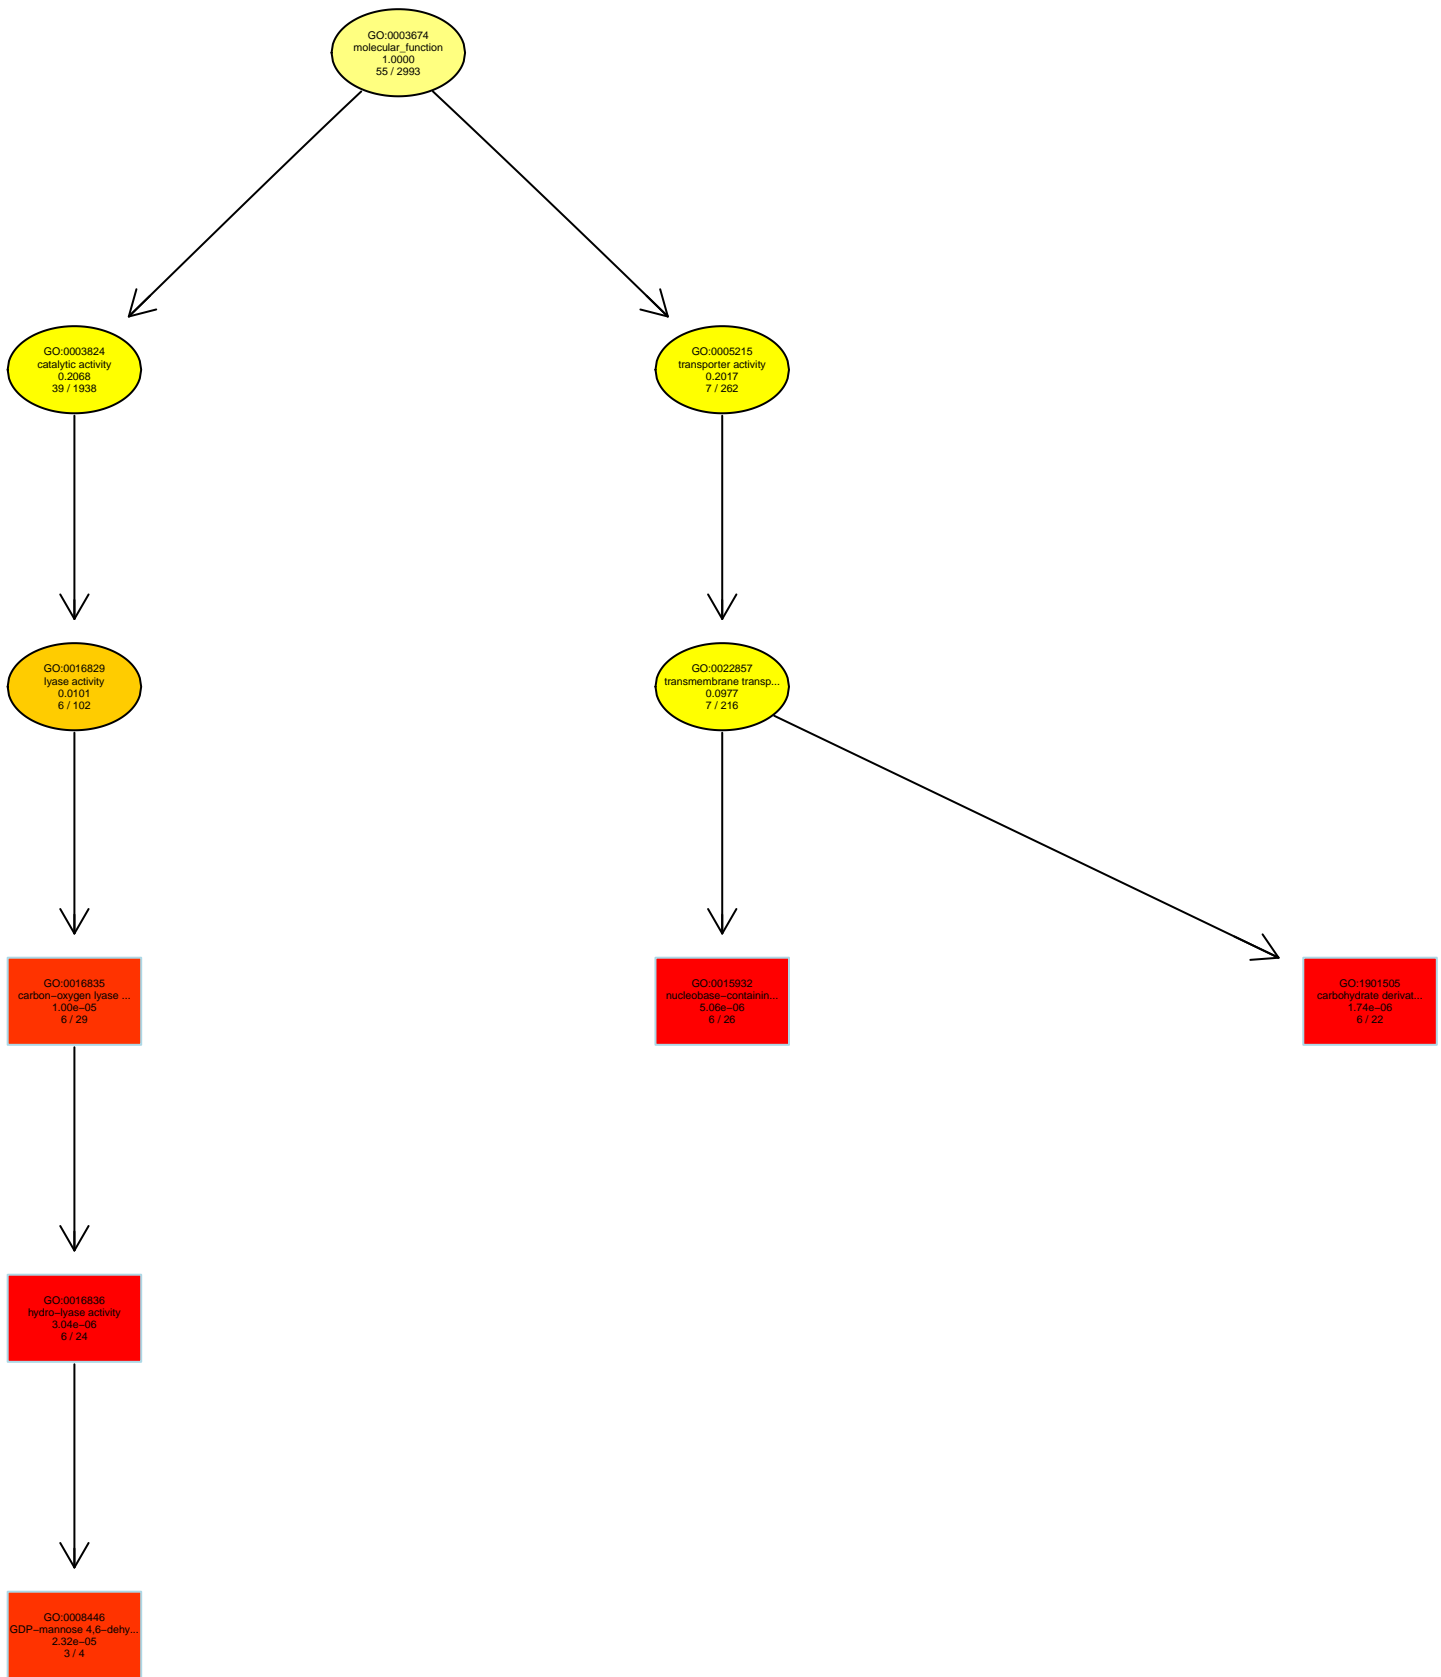 GO:0003674
molecular_function
1.0000
55 / 2993
GO:0003824
catalytic activity
0.2068
39 / 1938
GO:0005215
transporter activity
0.2017
7 / 262
GO:0016829
lyase activity
0.0101
6 / 102
GO:0022857
transmembrane transp...
0.0977
7 / 216
GO:0016835
carbon−oxygen lyase ...
1.00e−05
6 / 29
GO:0015932
nucleobase−containin...
5.06e−06
6 / 26
GO:1901505
carbohydrate derivat...
1.74e−06
6 / 22
GO:0016836
hydro−lyase activity
3.04e−06
6 / 24
GO:0008446
GDP−mannose 4,6−dehy...
2.32e−05
3 / 4